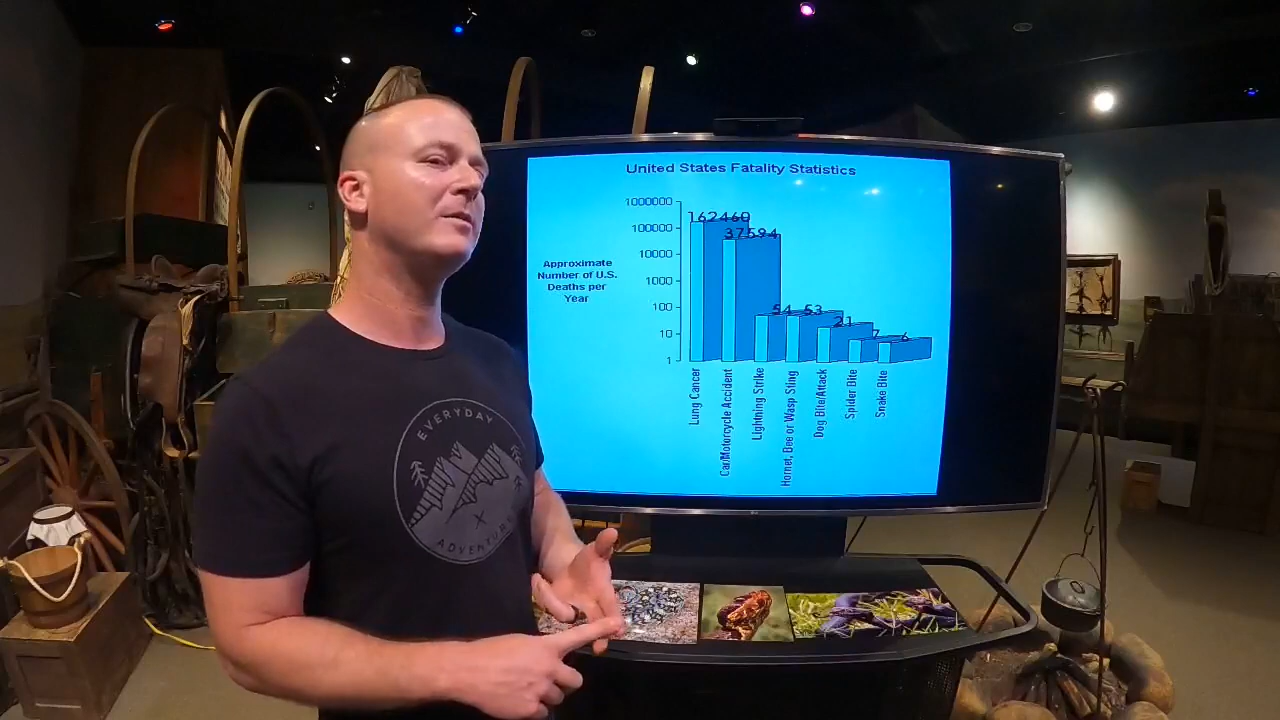 United States Fatality Statistics
1000000
100000
10000
1000
100
10
1
Approximate
Number of U.S.
Deaths per
Year
162460
37594
54
53
21
7
6
Lung Cancer
Car/Motorcycle Accident
Lightning Strike
Hornet, Bee or Wasp Sting
Dog Bite/Attack
Spider Bite
Snake Bite
EVERYDAY
ADVENTURE